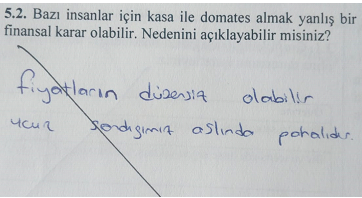 5.2. Bazı insanlar için kasa ile domates almak yanlış bir
finansal karar olabilir. Nedenini açıklayabilir misiniz?
fiyatların düzensiz olabilir
ucuz sandığımız aslında pahalıdır.